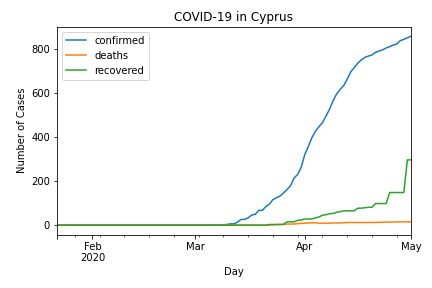 COVID-19 in Cyprus
confirmed
deaths
recovered
Number of Cases
800
600
400
200
0
Feb
2020
Mar
Apr
May
Day